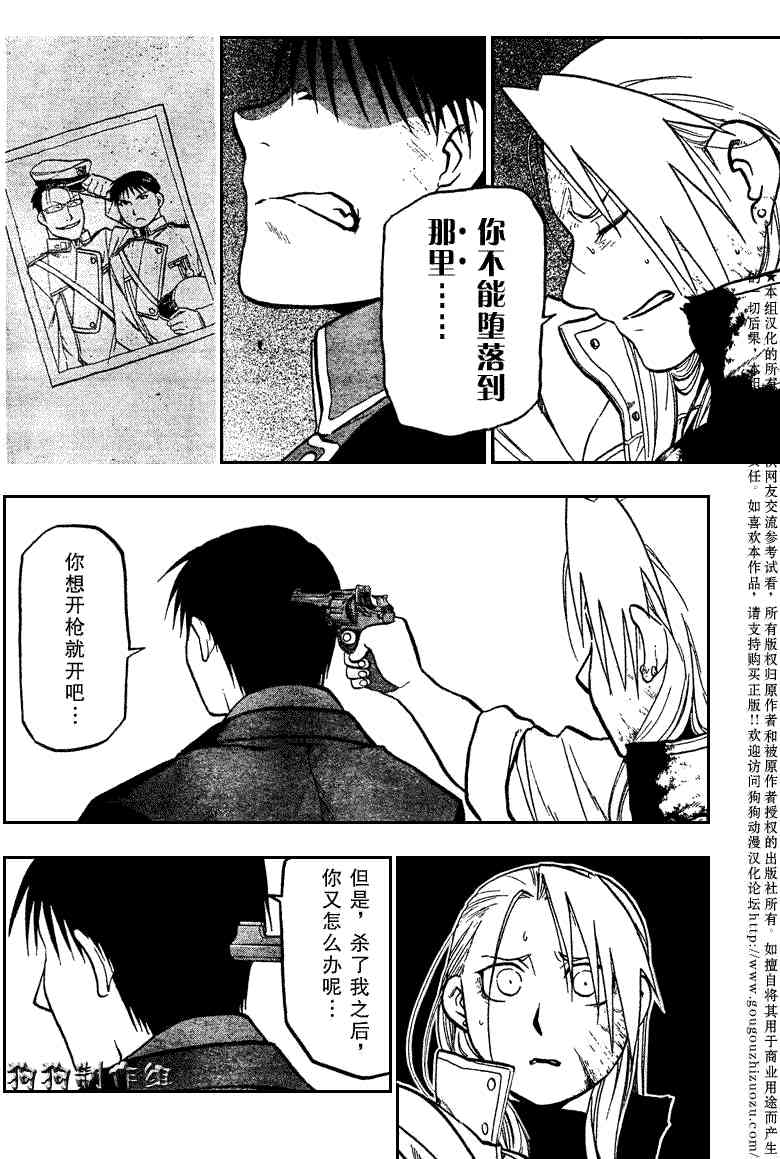 你不能堕落到
那里……
你想开枪就开吧…
但是，杀了我之后，
你又怎么办呢…
狗狗制作组
★本组汉化的所有
网友交流参考试看，所有版权归原作者和被原作者授权的出版社所有。如擅自将其用于商业用途而产生
的一切后果，本组
责任。如喜欢本作品，请支持购买正版!!欢迎访问狗狗动漫汉化论坛http://www.gougouzhizuozu.com/